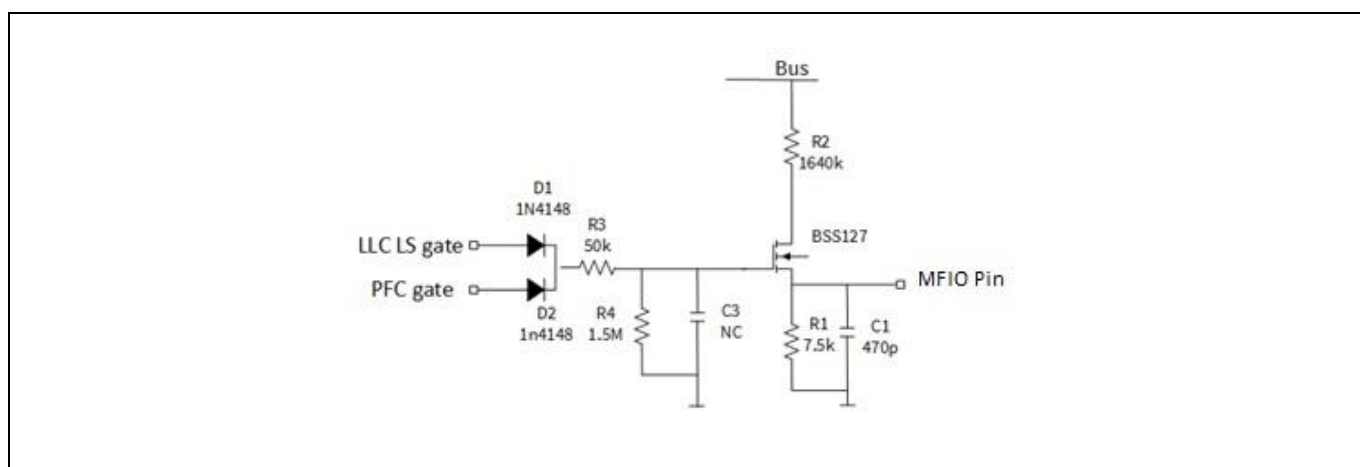 Bus
R2
1640k
D1
1N4148
R3
50k
BSS127
LLC LS gate
MFIO Pin
PFC gate
D2
1n4148
R4
1.5M
C3
NC
R1
7.5k
C1
470p